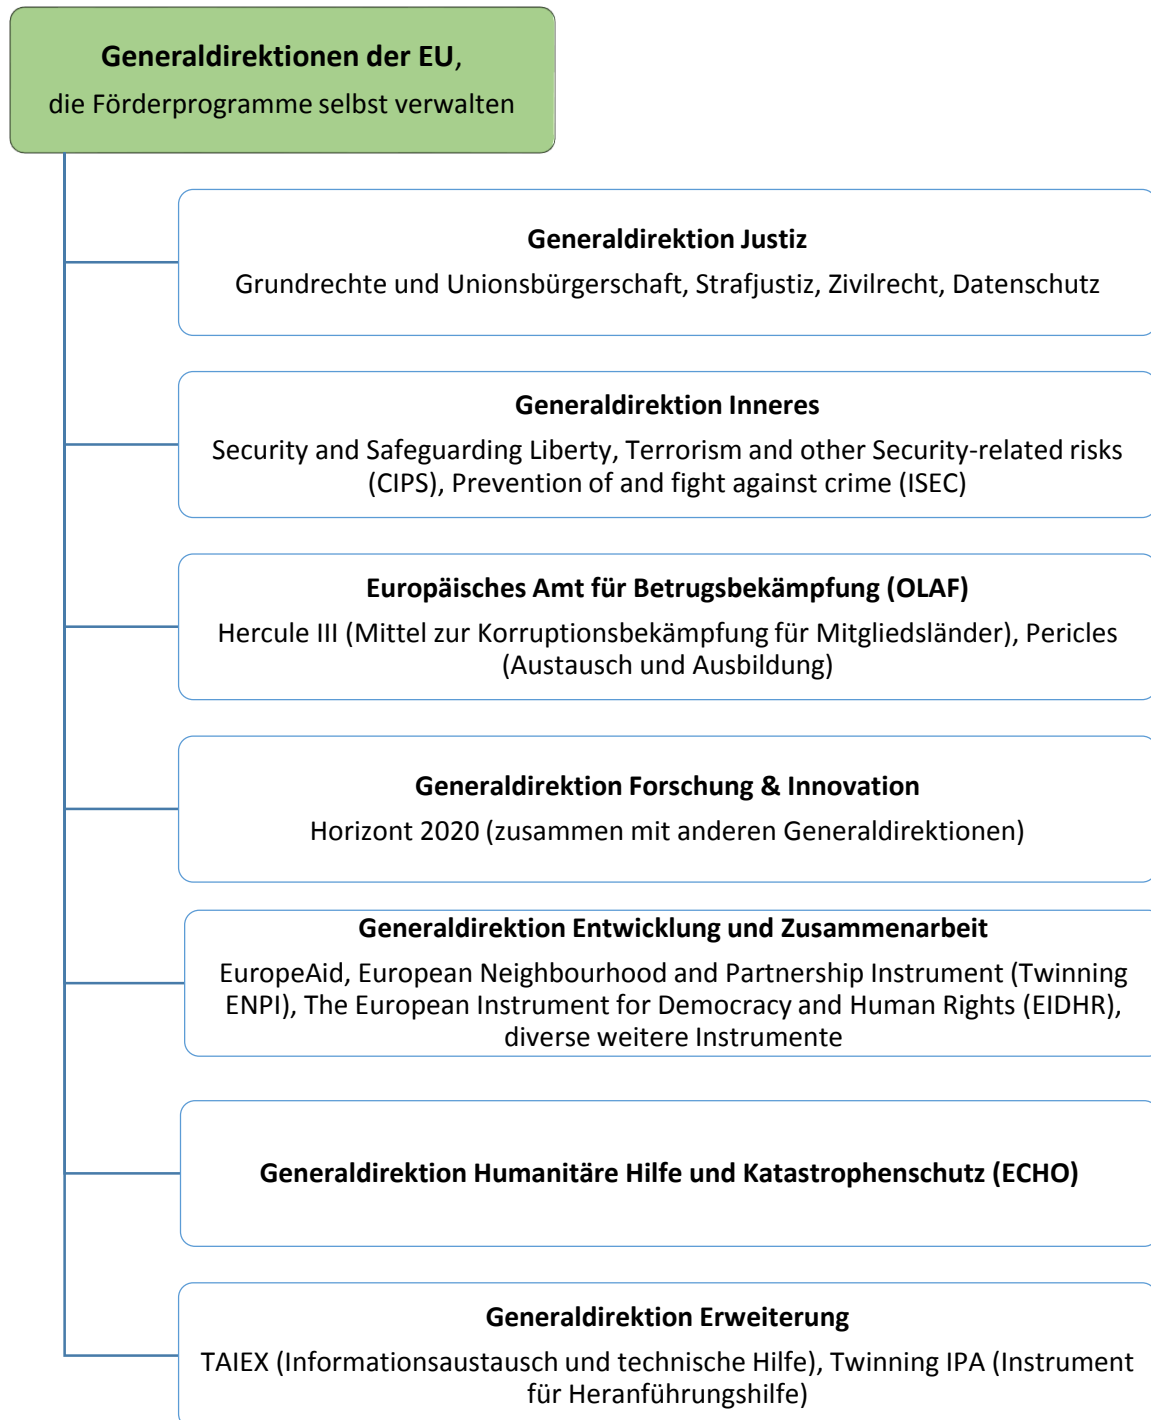 Generaldirektionen der EU,
die Förderprogramme selbst verwalten
Generaldirektion Justiz
Grundrechte und Unionsbürgerschaft, Strafjustiz, Zivilrecht, Datenschutz
Generaldirektion Inneres
Security and Safeguarding Liberty, Terrorism and other Security-related risks
(CIPS), Prevention of and fight against crime (ISEC)
Europäisches Amt für Betrugsbekämpfung (OLAF)
Hercule III (Mittel zur Korruptionsbekämpfung für Mitgliedsländer), Pericles
(Austausch und Ausbildung)
Generaldirektion Forschung & Innovation
Horizont 2020 (zusammen mit anderen Generaldirektionen)
Generaldirektion Entwicklung und Zusammenarbeit
EuropeAid, European Neighbourhood and Partnership Instrument (Twinning
ENPI), The European Instrument for Democracy and Human Rights (EIDHR),
diverse weitere Instrumente
Generaldirektion Humanitäre Hilfe und Katastrophenschutz (ECHO)
Generaldirektion Erweiterung
TAIEX (Informationsaustausch und technische Hilfe), Twinning IPA (Instrument
für Heranführungshilfe)